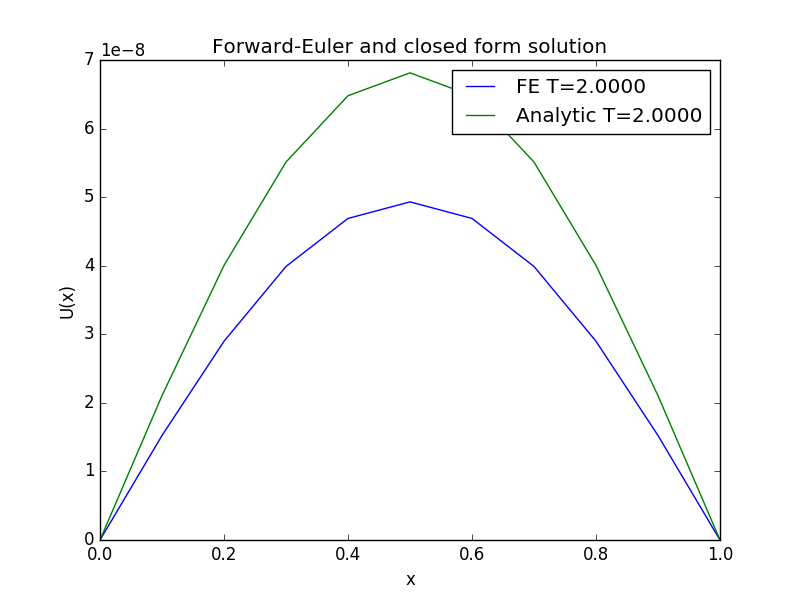 Forward-Euler and closed form solution
1e−8
FE T=2.0000
Analytic T=2.0000
7
6
5
4
3
2
1
0
U(x)
0.0 0.2 0.4 0.6 0.8 1.0
x